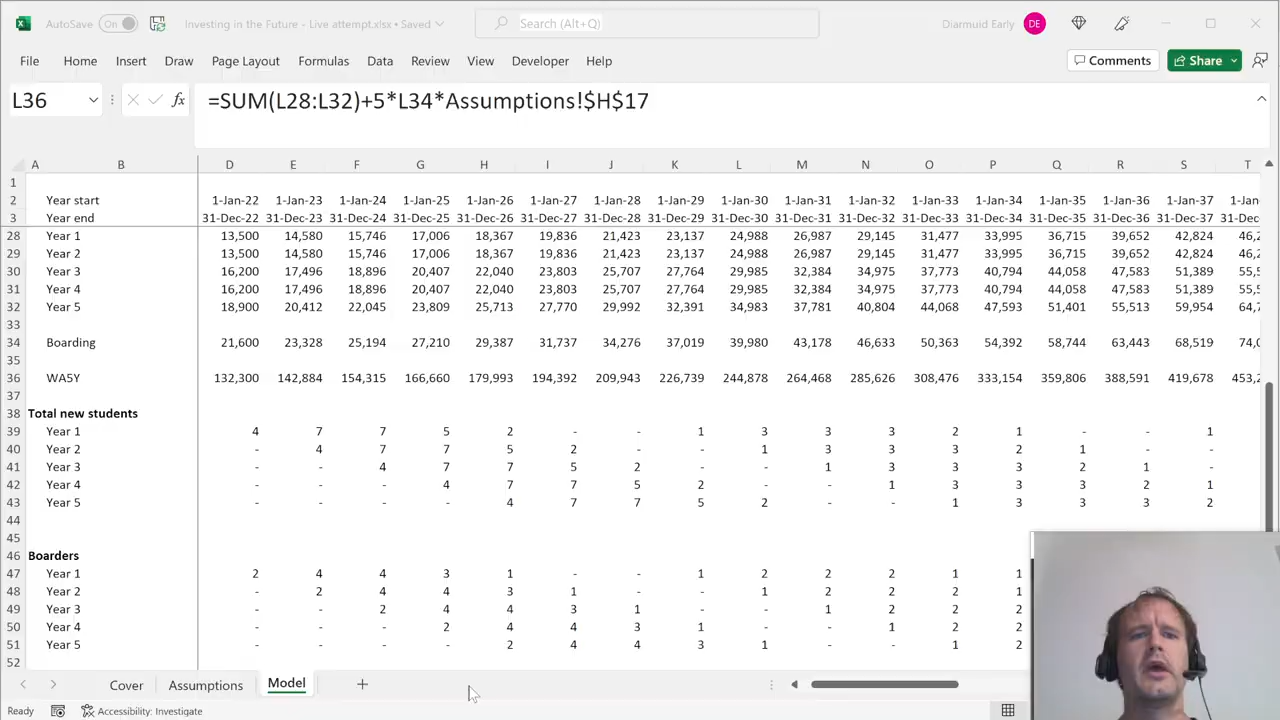 AutoSave On Investing in the Future - Live attempt.xlsx • Saved Search (Alt+Q) Diarmuid Early DE
File Home Insert Draw Page Layout Formulas Data Review View Developer Help Comments Share
L36 fx =SUM(L28:L32)+5*L34*Assumptions!$H$17
A B D E F G H I J K L M N O P Q R S T
1
2 Year start 1-Jan-22 1-Jan-23 1-Jan-24 1-Jan-25 1-Jan-26 1-Jan-27 1-Jan-28 1-Jan-29 1-Jan-30 1-Jan-31 1-Jan-32 1-Jan-33 1-Jan-34 1-Jan-35 1-Jan-36 1-Jan-37 1-Jan-
3 Year end 31-Dec-22 31-Dec-23 31-Dec-24 31-Dec-25 31-Dec-26 31-Dec-27 31-Dec-28 31-Dec-29 31-Dec-30 31-Dec-31 31-Dec-32 31-Dec-33 31-Dec-34 31-Dec-35 31-Dec-36 31-Dec-37 31-Dec-
28 Year 1 13,500 14,580 15,746 17,006 18,367 19,836 21,423 23,137 24,988 26,987 29,145 31,477 33,995 36,715 39,652 42,824 46,2
29 Year 2 13,500 14,580 15,746 17,006 18,367 19,836 21,423 23,137 24,988 26,987 29,145 31,477 33,995 36,715 39,652 42,824 46,2
30 Year 3 16,200 17,496 18,896 20,407 22,040 23,803 25,707 27,764 29,985 32,384 34,975 37,773 40,794 44,058 47,583 51,389 55,5
31 Year 4 16,200 17,496 18,896 20,407 22,040 23,803 25,707 27,764 29,985 32,384 34,975 37,773 40,794 44,058 47,583 51,389 55,5
32 Year 5 18,900 20,412 22,045 23,809 25,713 27,770 29,992 32,391 34,983 37,781 40,804 44,068 47,593 51,401 55,513 59,954 64,7
33
34 Boarding 21,600 23,328 25,194 27,210 29,387 31,737 34,276 37,019 39,980 43,178 46,633 50,363 54,392 58,744 63,443 68,519 74,0
35
36 WA5Y 132,300 142,884 154,315 166,660 179,993 194,392 209,943 226,739 244,878 264,468 285,626 308,476 333,154 359,806 388,591 419,678 453,2
37
38 Total new students
39 Year 1 4 7 7 5 2 - - 1 3 3 3 2 1 - - 1
40 Year 2 - 4 7 7 5 2 - - 1 3 3 3 2 1 - -
41 Year 3 - - 4 7 7 5 2 - - 1 3 3 3 2 1 -
42 Year 4 - - - 4 7 7 5 2 - - 1 3 3 3 2 1
43 Year 5 - - - - 4 7 7 5 2 - - 1 3 3 3 2
44
45
46 Boarders
47 Year 1 2 4 4 3 1 - - 1 2 2 2 1 1
48 Year 2 - 2 4 4 3 1 - - 1 2 2 2 1
49 Year 3 - - 2 4 4 3 1 - - 1 2 2 2
50 Year 4 - - - 2 4 4 3 1 - - 1 2 2
51 Year 5 - - - - 2 4 4 3 1 - - 1 2
52
Cover Assumptions Model
Ready Accessibility: Investigate